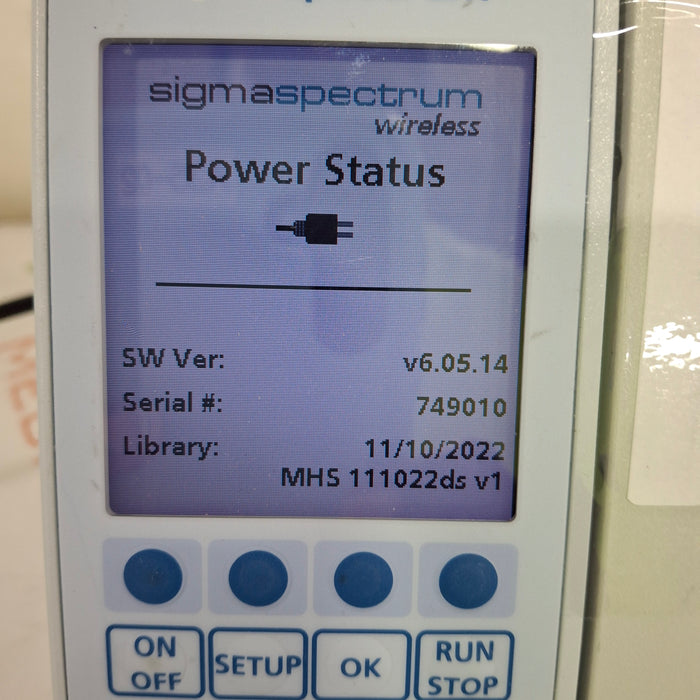 sigmaspectrum
wireless
Power Status
SW Ver: v6.05.14
Serial #: 749010
Library: 11/10/2022
MHS 111022ds v1
ON OFF
SETUP
OK
RUN STOP